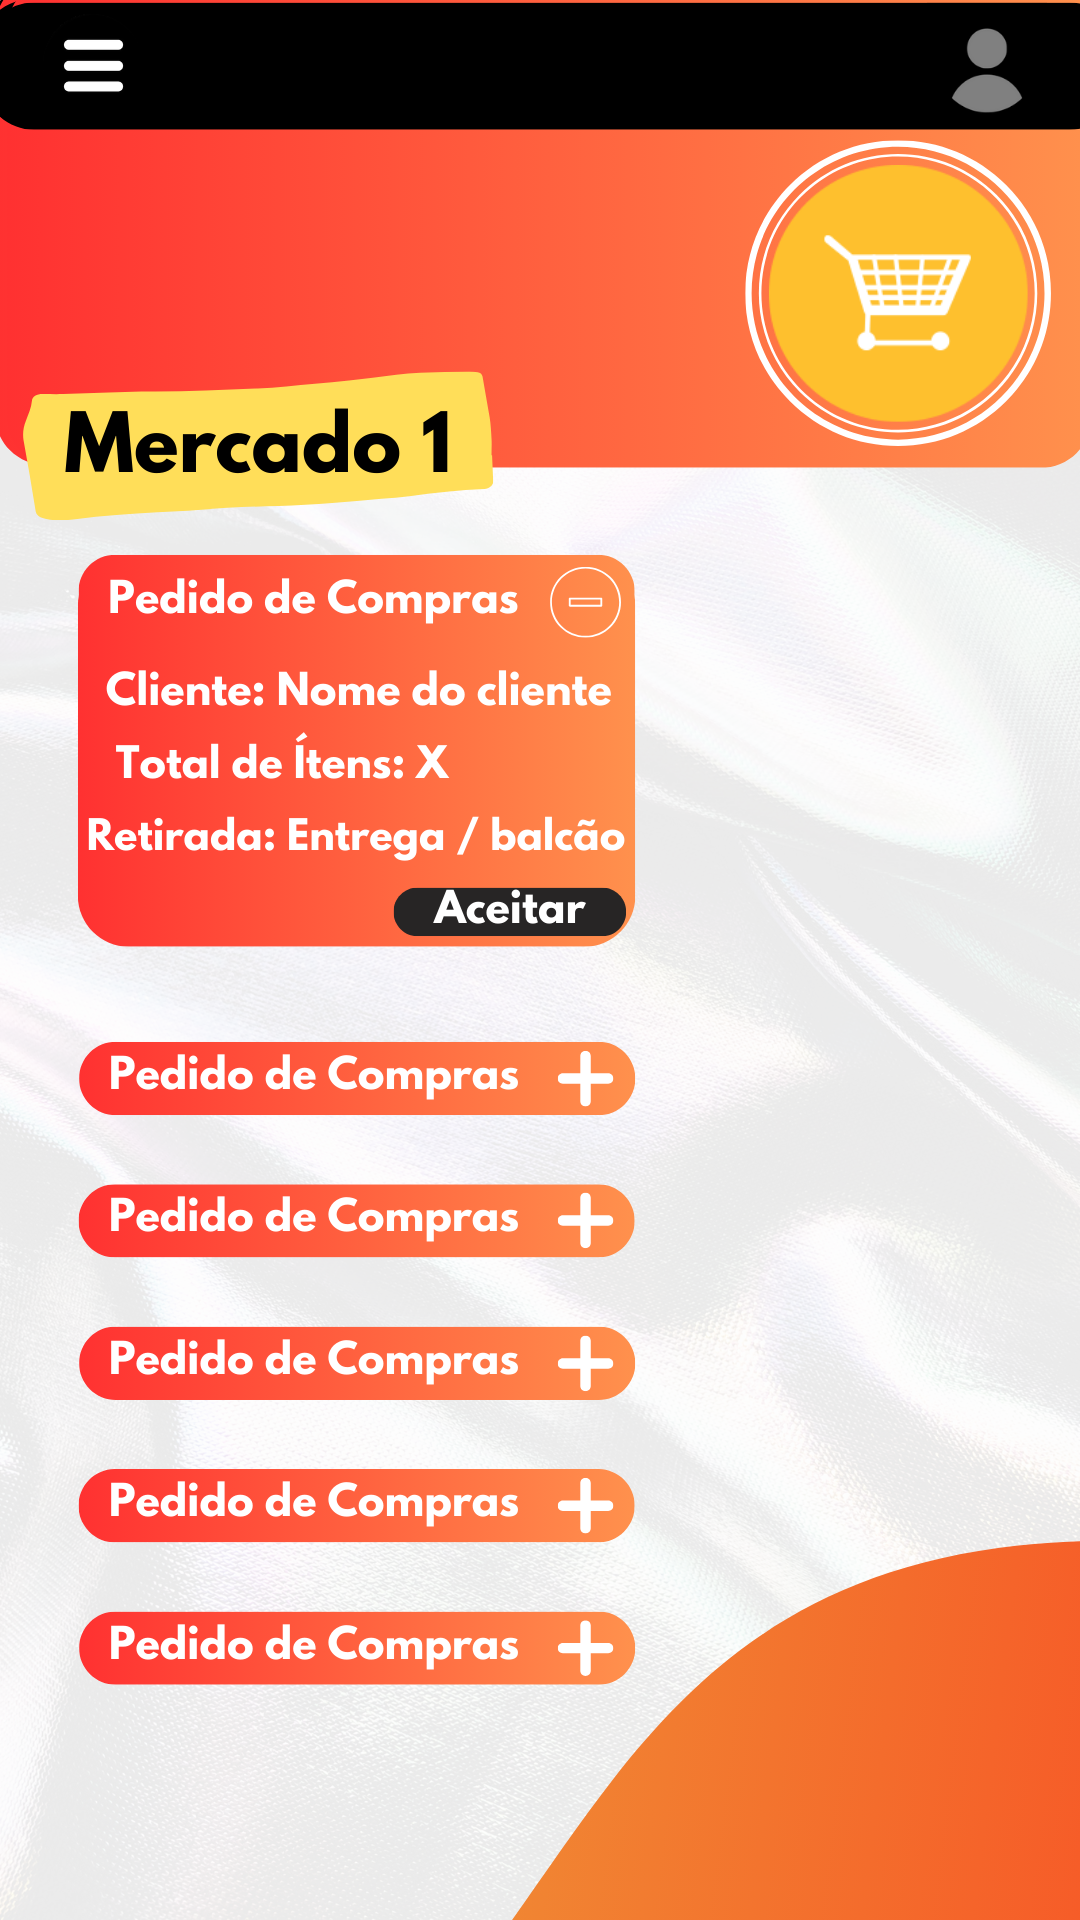 Mercado 1
Pedido de Compras
Cliente: Nome do cliente
Total de Ítens: X
Retirada: Entrega / balcão
Aceitar
Pedido de Compras
Pedido de Compras
Pedido de Compras
Pedido de Compras
Pedido de Compras